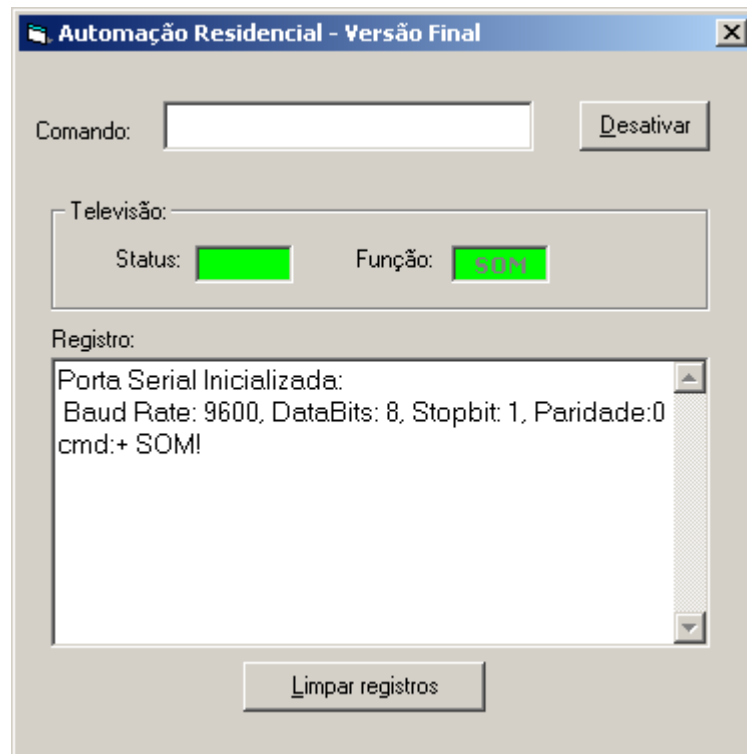 Automação Residencial - Versão Final
Comando:
Desativar
Televisão:
Status:
Função: SOM
Registro:
Porta Serial Inicializada:
Baud Rate: 9600, DataBits: 8, Stopbit: 1, Paridade:0
cmd:+ SOM!
Limpar registros